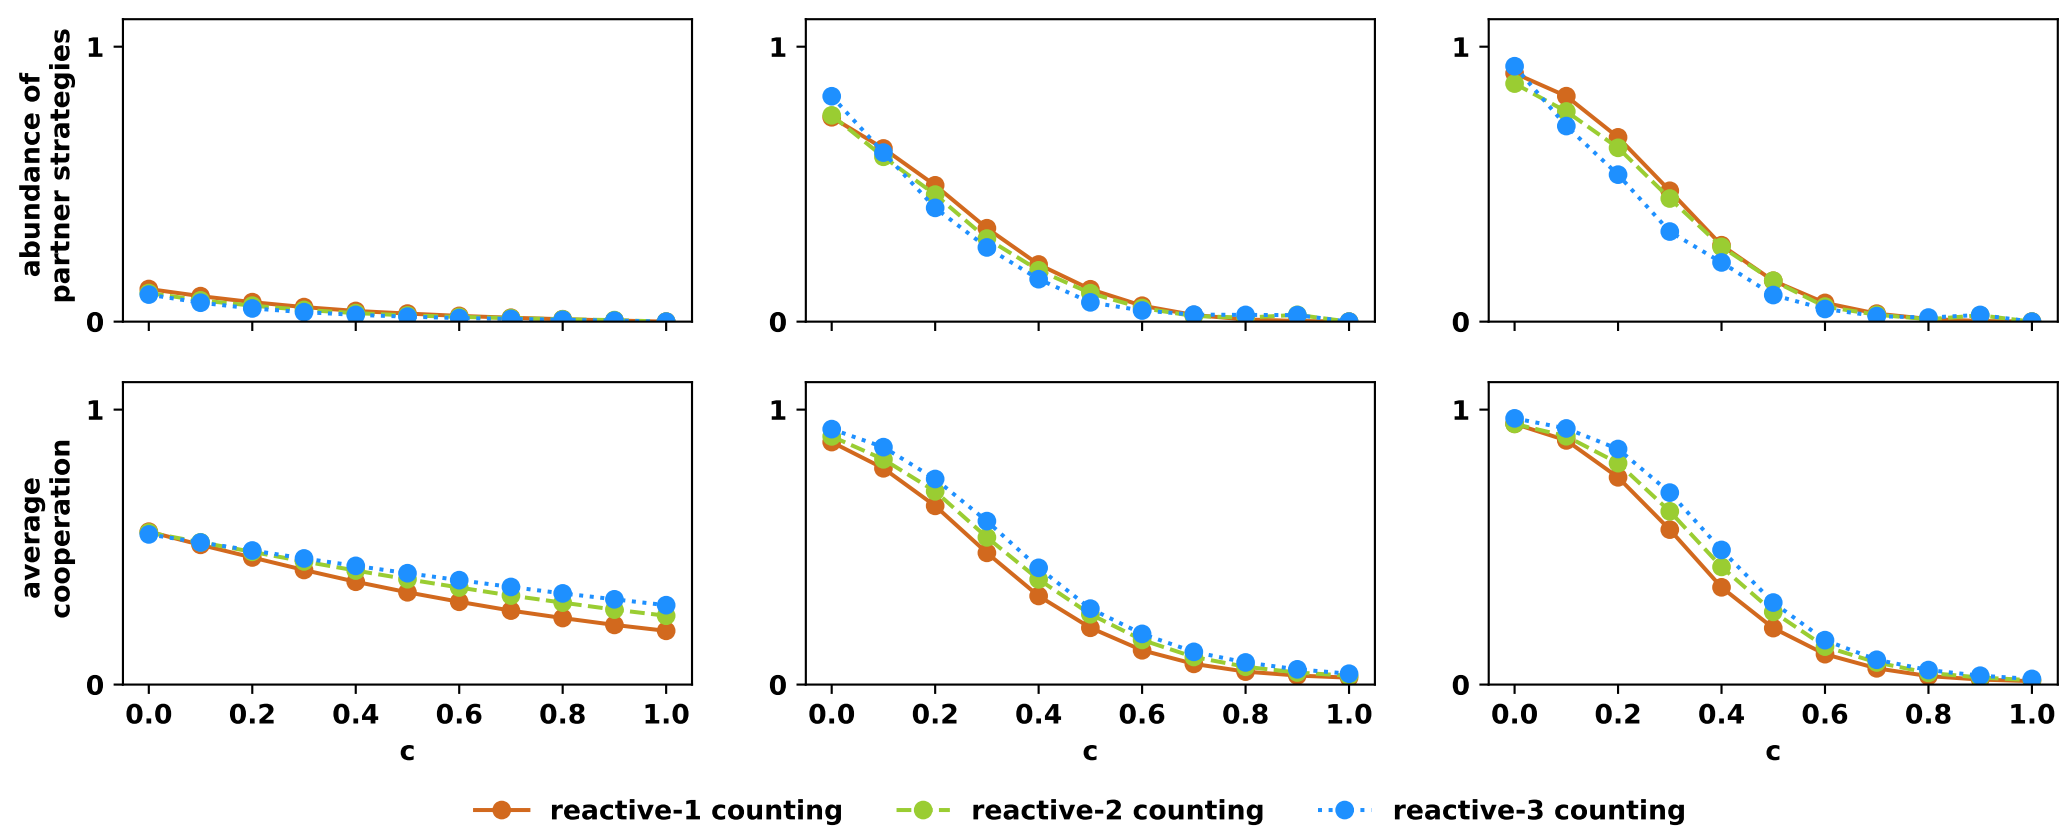 abundance of
partner strategies
1
0
1
0
1
0
average
cooperation
1
0
0.0 0.2 0.4 0.6 0.8 1.0
c
1
0
0.0 0.2 0.4 0.6 0.8 1.0
c
1
0
0.0 0.2 0.4 0.6 0.8 1.0
c
reactive-1 counting
reactive-2 counting
reactive-3 counting